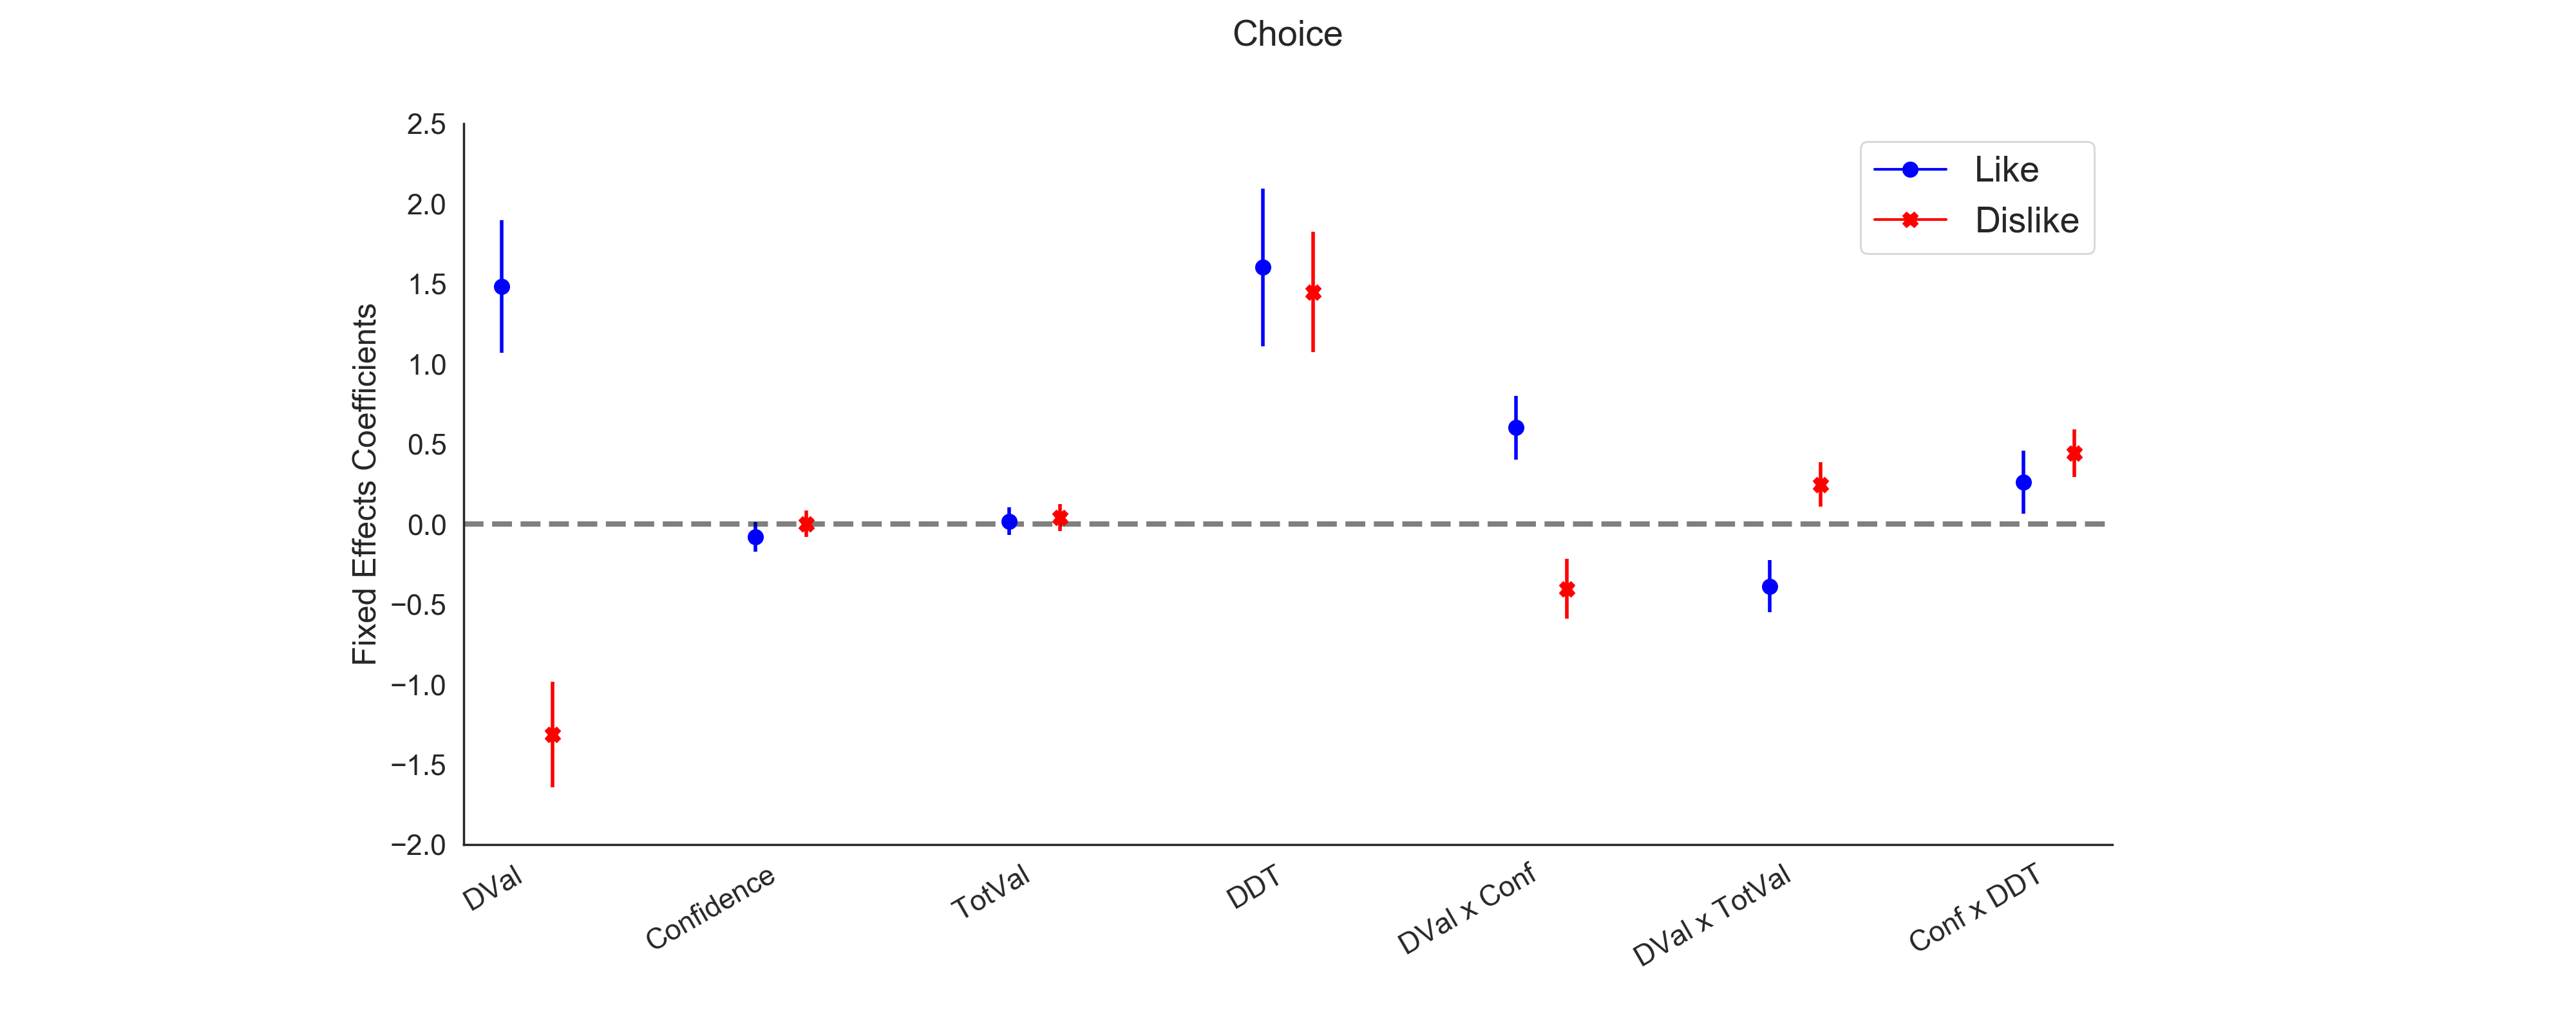 Choice
2.5
2.0
1.5
1.0
0.5
0.0
−0.5
−1.0
−1.5
−2.0
Fixed Effects Coefficients
Like
Dislike
DVal
Confidence
TotVal
DDT
DVal x Conf
DVal x TotVal
Conf x DDT